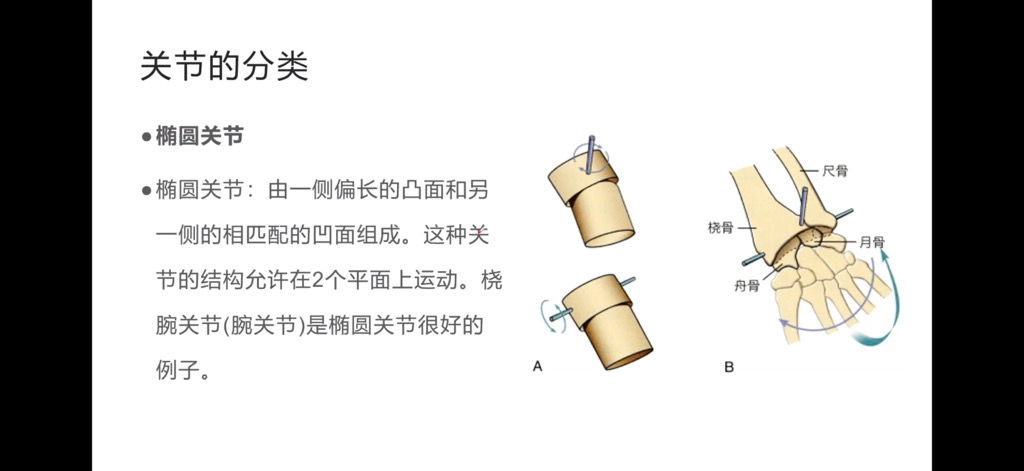 关节的分类
●椭圆关节
●椭圆关节：由一侧偏长的凸面和另
一侧的相匹配的凹面组成。这种关
节的结构允许在2个平面上运动。桡
腕关节(腕关节)是椭圆关节很好的
例子。
尺骨
桡骨
月骨
舟骨
A
B